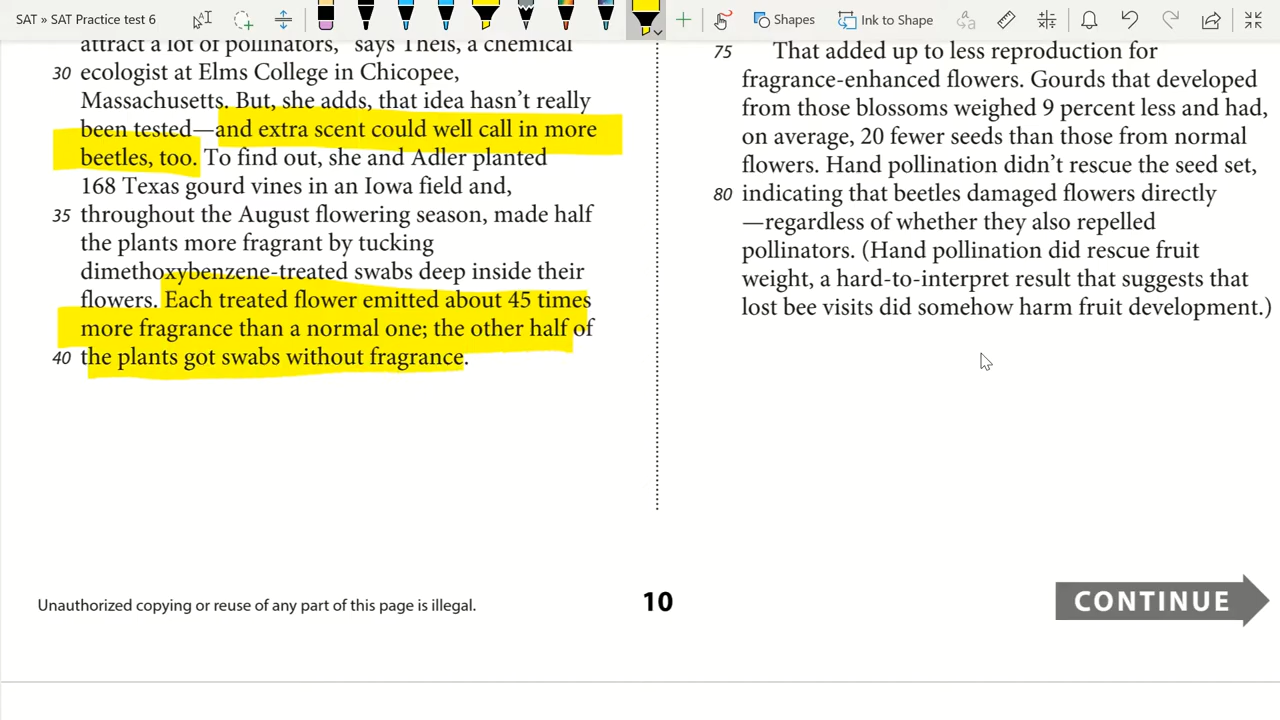 SAT » SAT Practice test 6
Shapes
Ink to Shape
attract a lot of pollinators,” says Theis, a chemical
30 ecologist at Elms College in Chicopee,
Massachusetts. But, she adds, that idea hasn’t really
been tested—and extra scent could well call in more
beetles, too. To find out, she and Adler planted
168 Texas gourd vines in an Iowa field and,
35 throughout the August flowering season, made half
the plants more fragrant by tucking
dimethoxybenzene-treated swabs deep inside their
flowers. Each treated flower emitted about 45 times
more fragrance than a normal one; the other half of
40 the plants got swabs without fragrance.
75 That added up to less reproduction for
fragrance-enhanced flowers. Gourds that developed
from those blossoms weighed 9 percent less and had,
on average, 20 fewer seeds than those from normal
flowers. Hand pollination didn’t rescue the seed set,
80 indicating that beetles damaged flowers directly
—regardless of whether they also repelled
pollinators. (Hand pollination did rescue fruit
weight, a hard-to-interpret result that suggests that
lost bee visits did somehow harm fruit development.)
Unauthorized copying or reuse of any part of this page is illegal.
10
CONTINUE